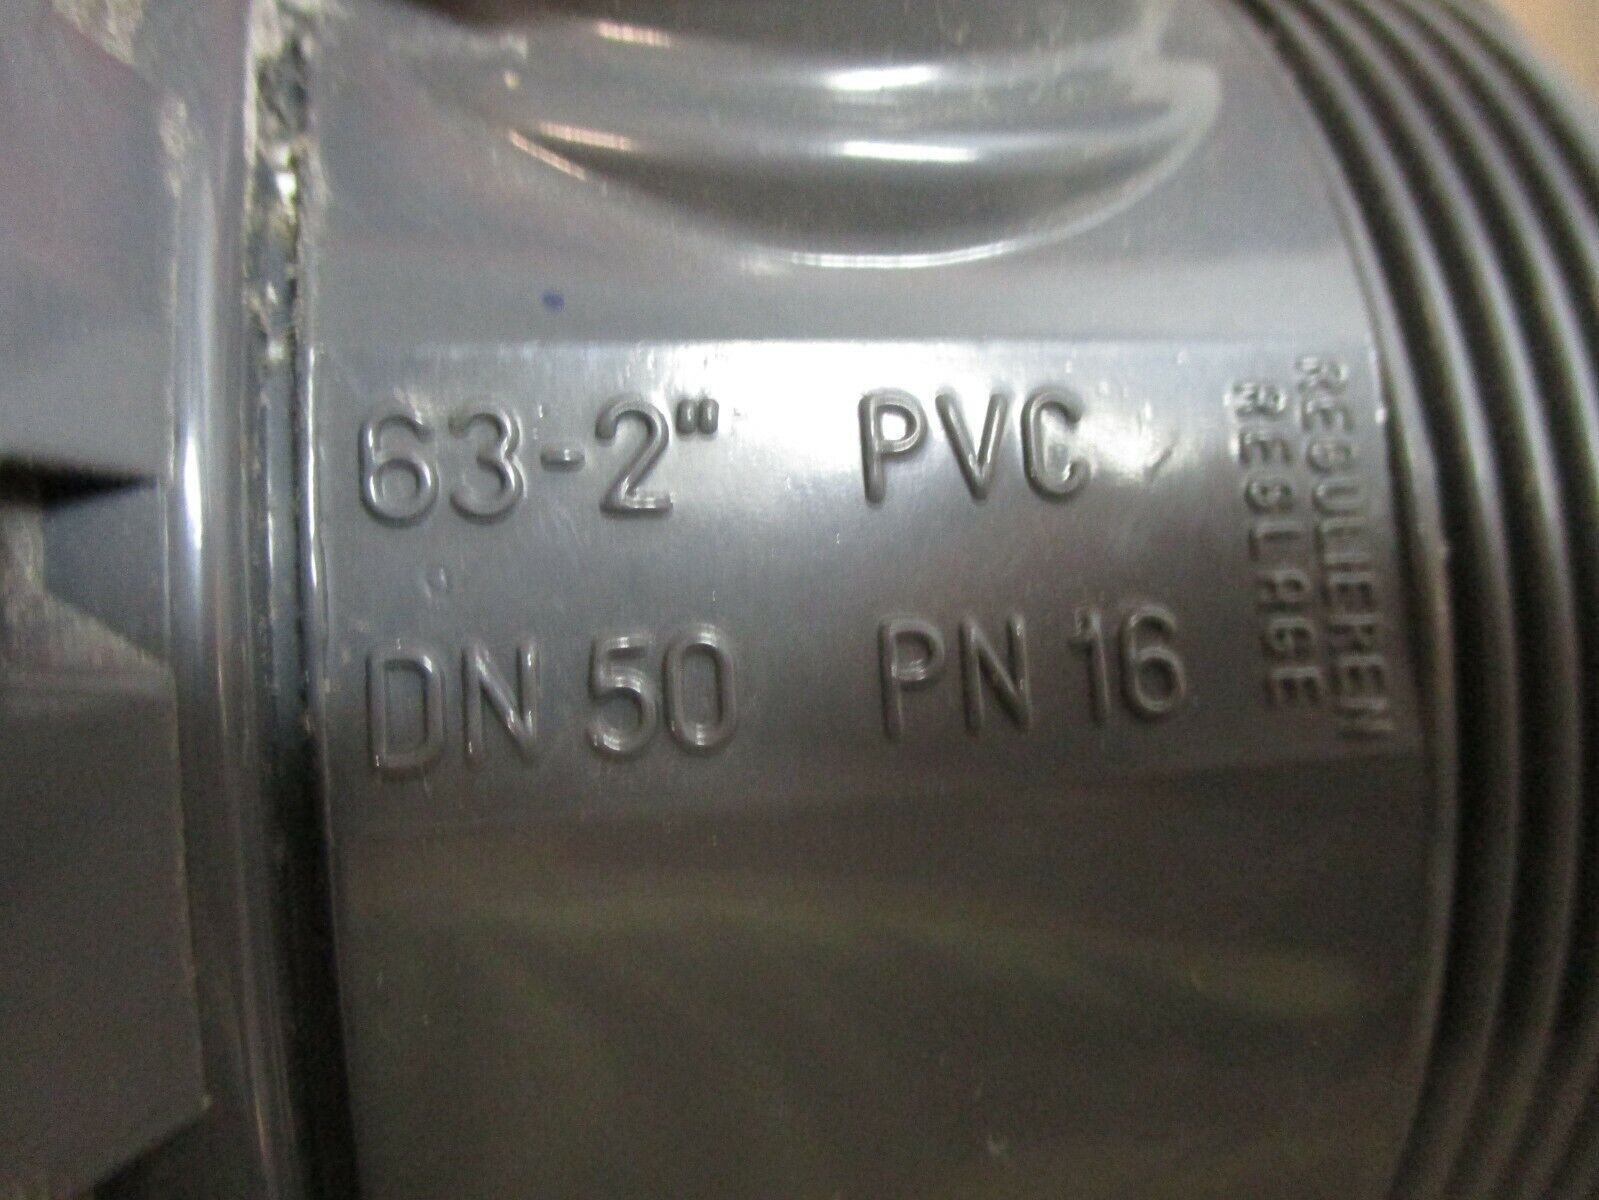 63-2" PVC
DN 50 PN 16
REGULIEREN
REGLAGE